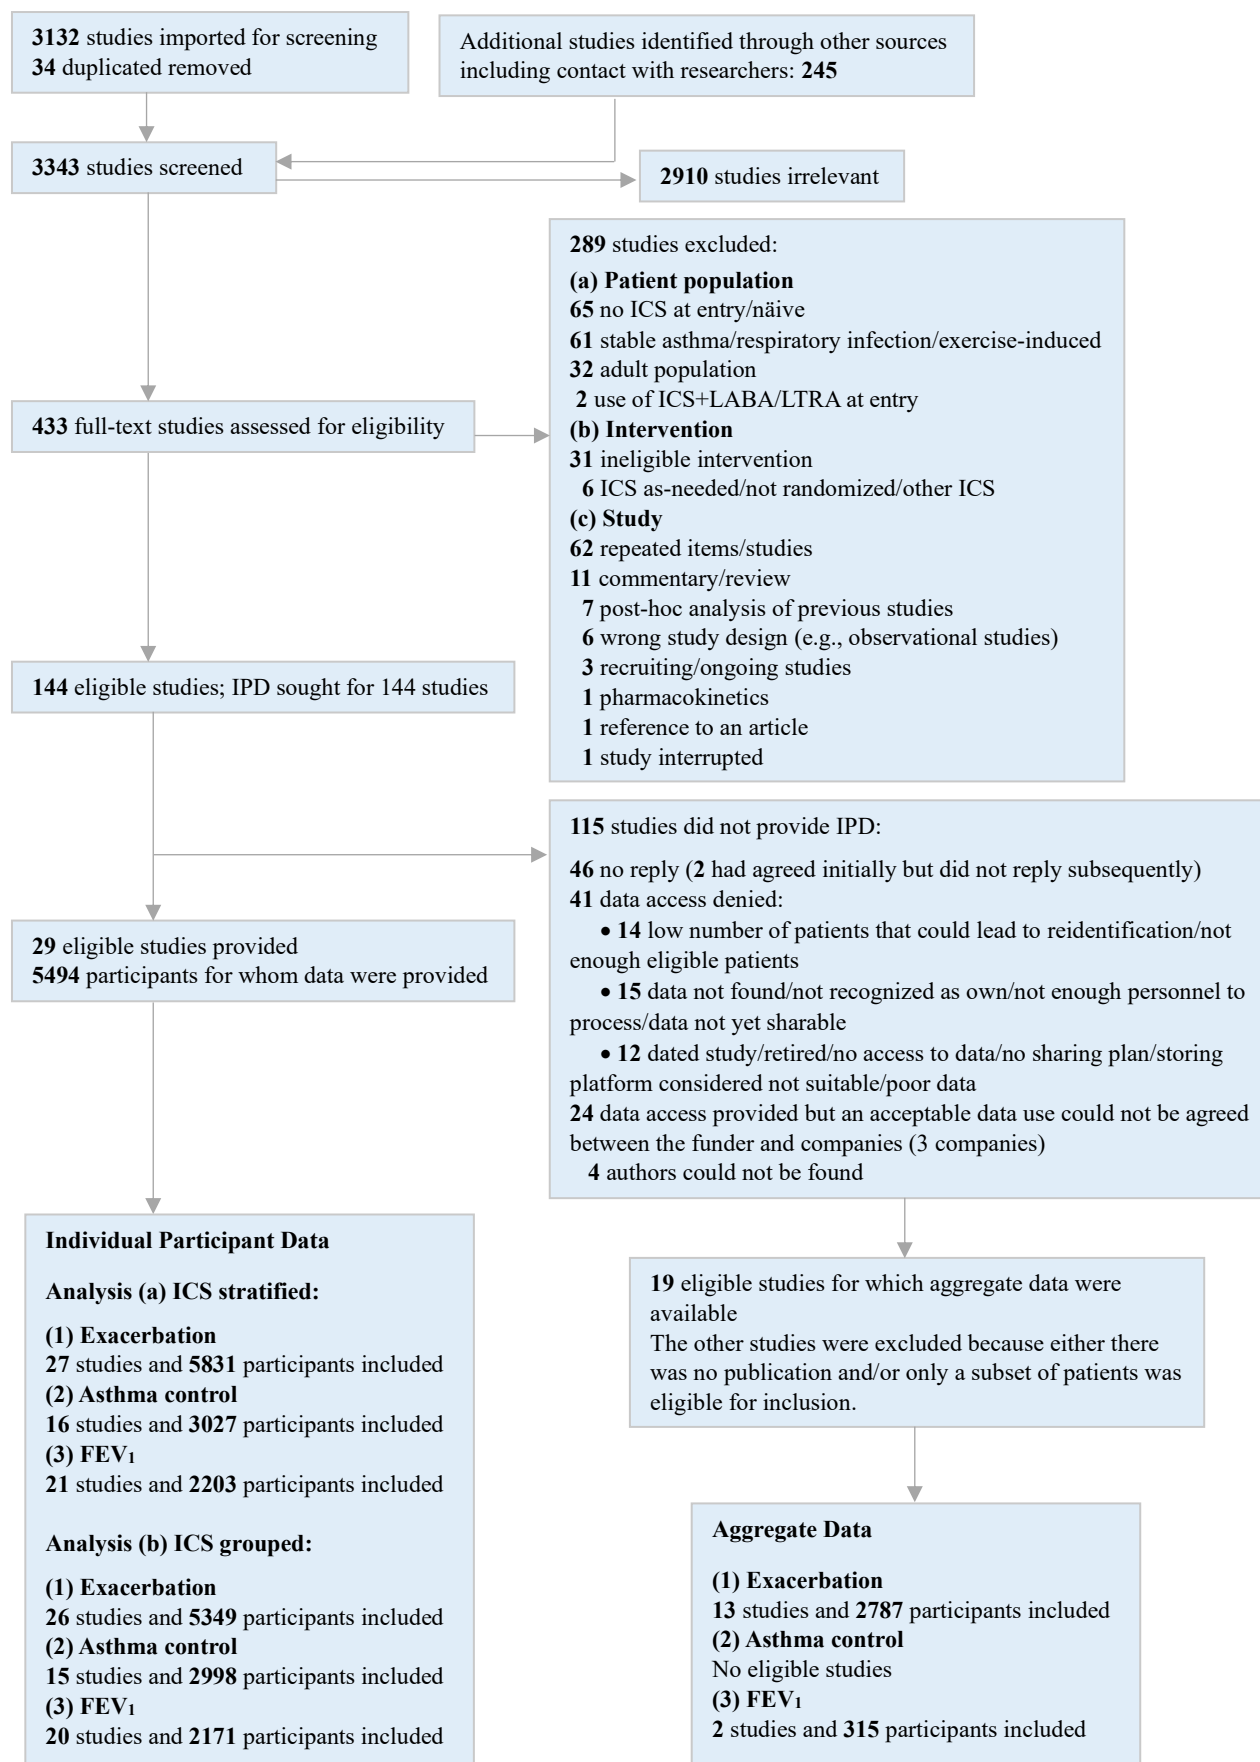 3132 studies imported for screening
34 duplicated removed
Additional studies identified through other sources
including contact with researchers: 245
3343 studies screened
2910 studies irrelevant
433 full-text studies assessed for eligibility
289 studies excluded:
(a) Patient population
65 no ICS at entry/näive
61 stable asthma/respiratory infection/exercise-induced
32 adult population
2 use of ICS+LABA/LTRA at entry
(b) Intervention
31 ineligible intervention
6 ICS as-needed/not randomized/other ICS
(c) Study
62 repeated items/studies
11 commentary/review
7 post-hoc analysis of previous studies
6 wrong study design (e.g., observational studies)
3 recruiting/ongoing studies
1 pharmacokinetics
1 reference to an article
1 study interrupted
144 eligible studies; IPD sought for 144 studies
115 studies did not provide IPD:
46 no reply (2 had agreed initially but did not reply subsequently)
41 data access denied:
• 14 low number of patients that could lead to reidentification/not
enough eligible patients
• 15 data not found/not recognized as own/not enough personnel to
process/data not yet sharable
• 12 dated study/retired/no access to data/no sharing plan/storing
platform considered not suitable/poor data
24 data access provided but an acceptable data use could not be agreed
between the funder and companies (3 companies)
4 authors could not be found
29 eligible studies provided
5494 participants for whom data were provided
Individual Participant Data
Analysis (a) ICS stratified:
(1) Exacerbation
27 studies and 5831 participants included
(2) Asthma control
16 studies and 3027 participants included
(3) FEV1
21 studies and 2203 participants included
Analysis (b) ICS grouped:
(1) Exacerbation
26 studies and 5349 participants included
(2) Asthma control
15 studies and 2998 participants included
(3) FEV1
20 studies and 2171 participants included
19 eligible studies for which aggregate data were
available
The other studies were excluded because either there
was no publication and/or only a subset of patients was
eligible for inclusion.
Aggregate Data
(1) Exacerbation
13 studies and 2787 participants included
(2) Asthma control
No eligible studies
(3) FEV1
2 studies and 315 participants included